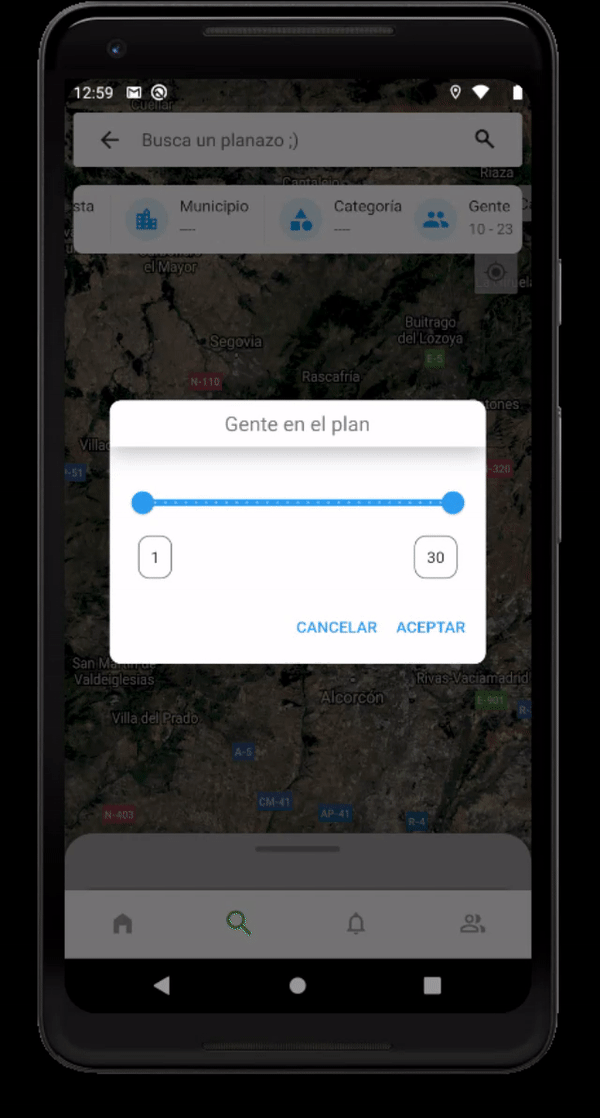 12:59
Cuéllar
Busca un planazo ;)
Cantalejo
Riaza
sta
Municipio
---
Categoría
---
Gente
10 - 23
Carbonero
el Mayor
Segovia
Buitrago
del Lozoya
E-5
N-110
Rascafría
tones
Gente en el plan
Villac
P-51
-320
1
30
CANCELAR
ACEPTAR
San Martín de
Valdeiglesias
Rivas-Vaciamadrid
Alcorcón
E-901
R-
Villa del Prado
A-5
CM-41
N-403
AP-41
R-4